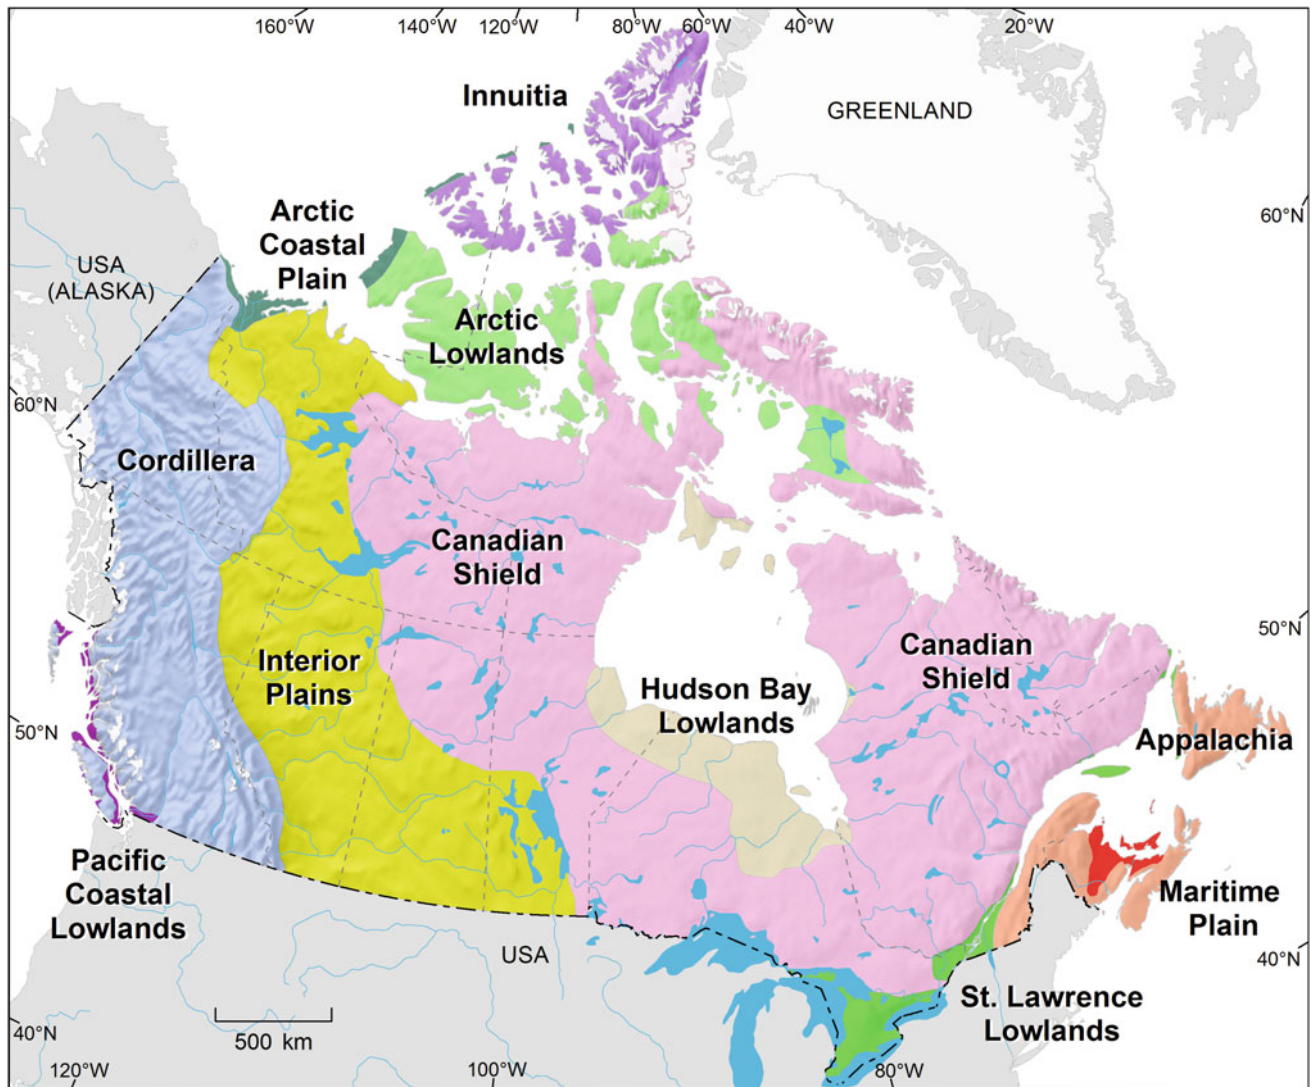 160°W 140°W 120°W 80°W 60°W 40°W 20°W
Innuitia
GREENLAND
60°N
Arctic
Coastal
Plain
USA
(ALASKA)
Arctic
Lowlands
60°N
Cordillera
Canadian
Shield
50°N
Canadian
Shield
Interior
Plains
Hudson Bay
Lowlands
50°N
Appalachia
Pacific
Coastal
Lowlands
Maritime
Plain
USA
40°N
St. Lawrence
Lowlands
40°N
500 km
120°W 100°W 80°W